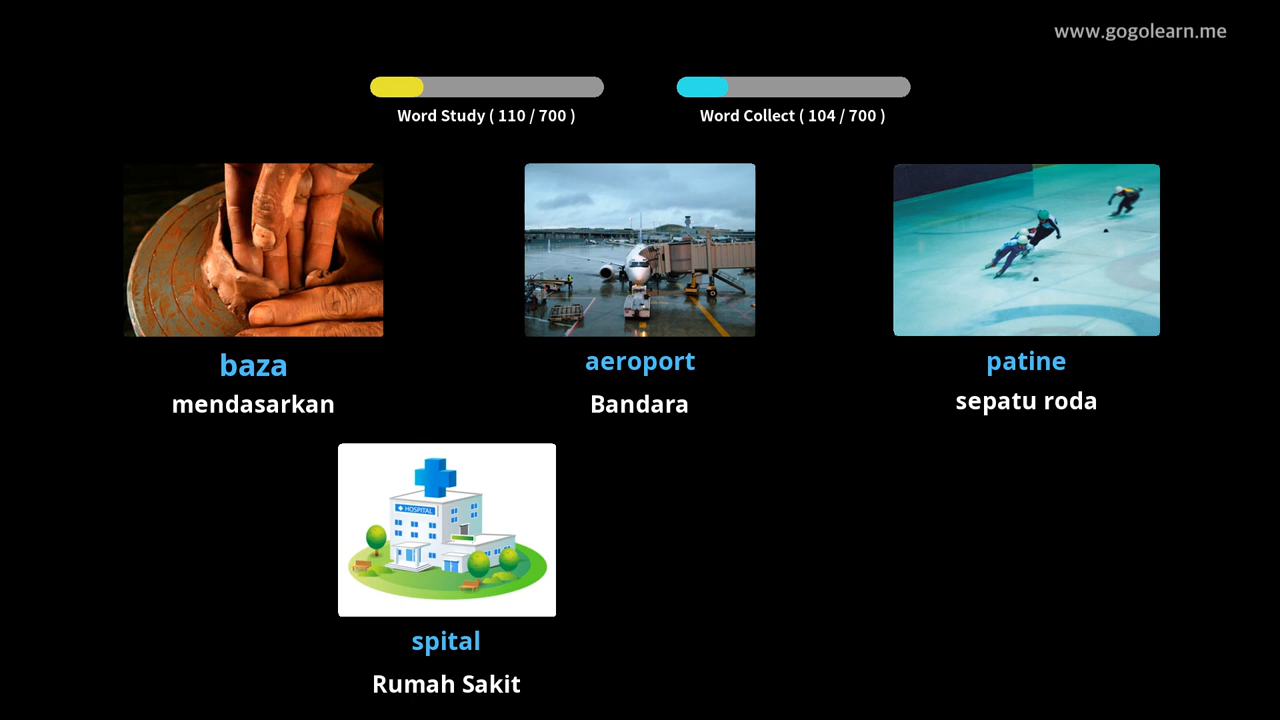 www.gogolearn.me
Word Study ( 110 / 700 )
Word Collect ( 104 / 700 )
baza
mendasarkan
aeroport
Bandara
patine
sepatu roda
HOSPITAL
spital
Rumah Sakit